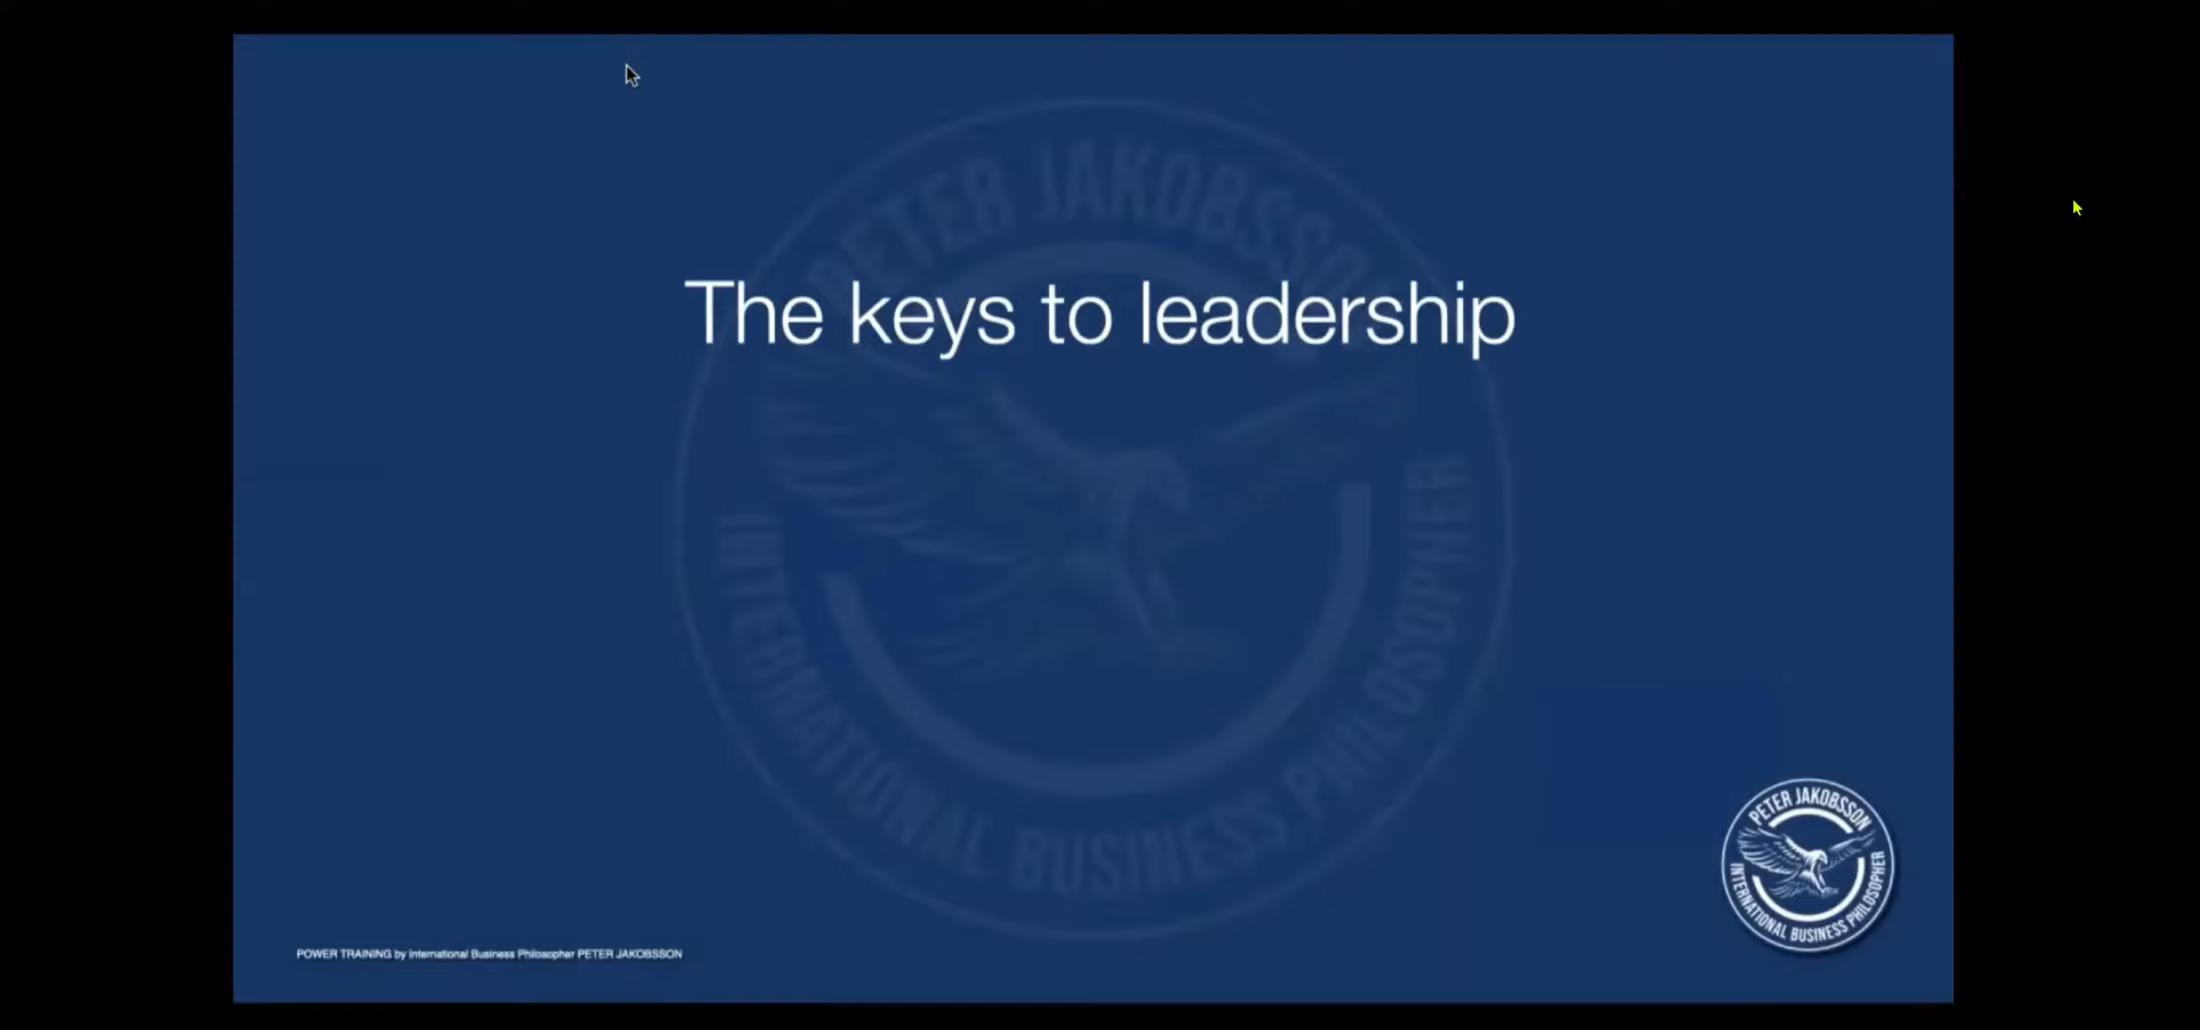 PETER JAKOBSSON
The keys to leadership
INTERNATIONAL BUSINESS PHILOSOPHER
PETER JAKOBSSON
INTERNATIONAL BUSINESS PHILOSOPHER
POWER TRAINING by International Business Philosopher PETER JAKOBSSON